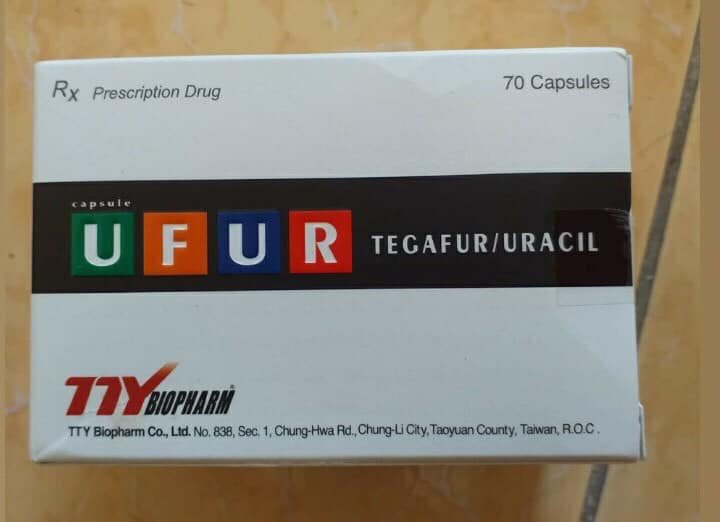 Rx Prescription Drug 70 Capsules
capsule
UFUR TEGAFUR/URACIL
TTY BIOPHARM®
TTY Biopharm Co., Ltd. No. 838, Sec. 1, Chung-Hwa Rd., Chung-Li City, Taoyuan County, Taiwan, R.O.C.